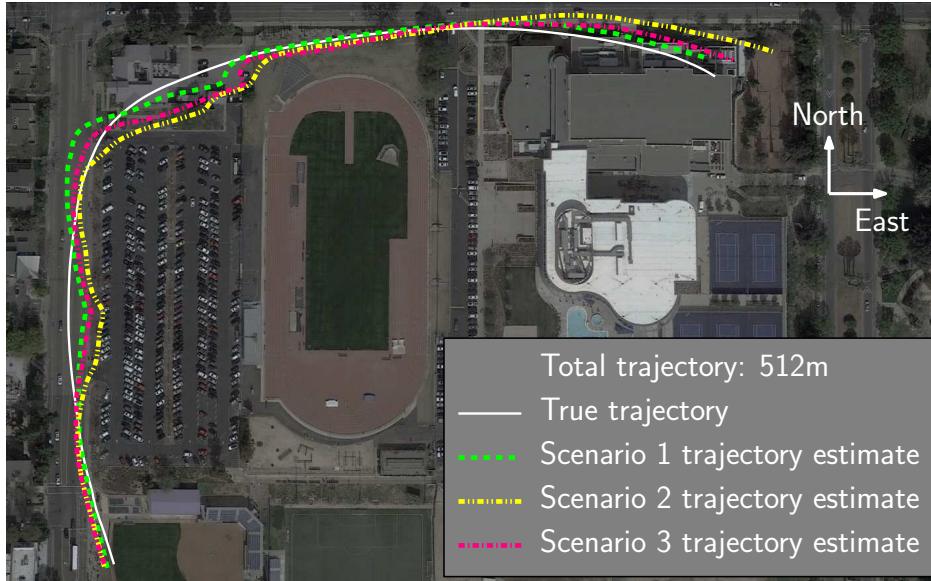 North
East
Total trajectory: 512m
True trajectory
Scenario 1 trajectory estimate
Scenario 2 trajectory estimate
Scenario 3 trajectory estimate